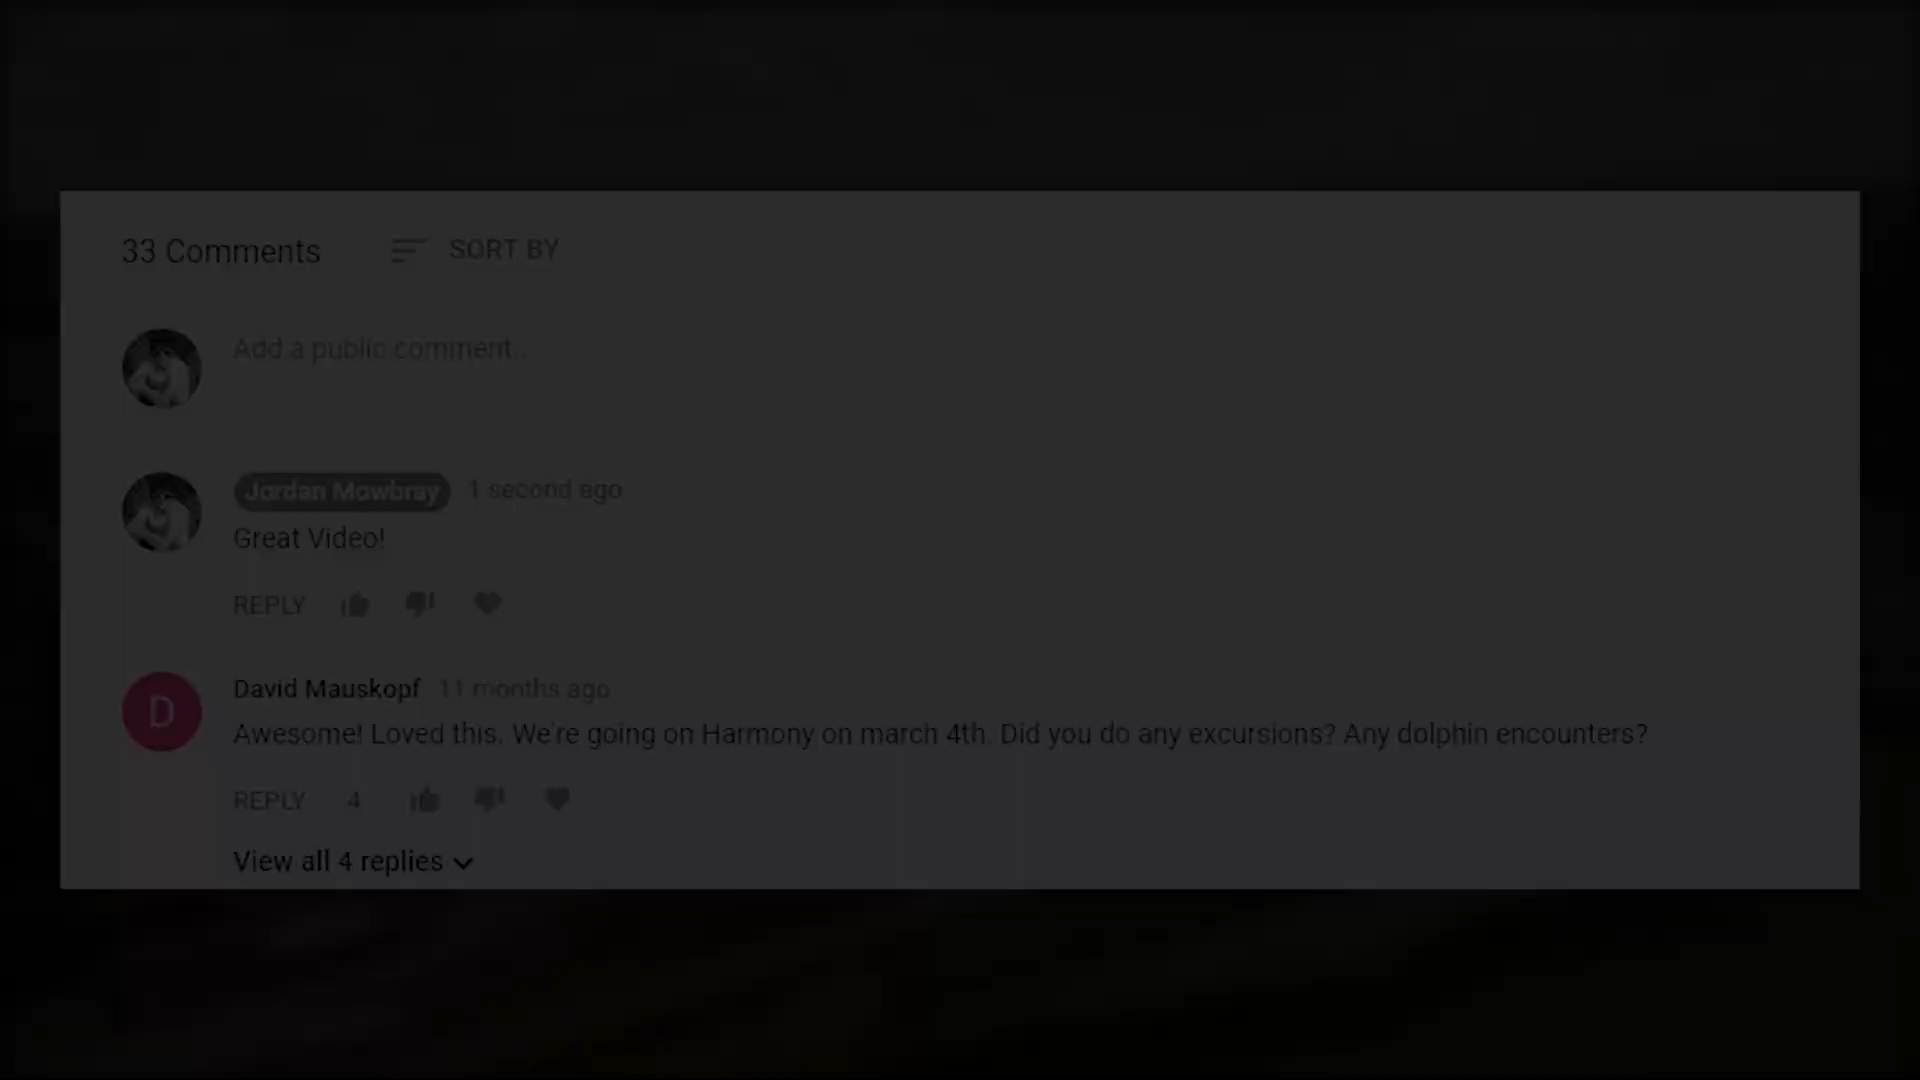 33 Comments SORT BY
Add a public comment..
Jordan Mowbray 1 second ago
Great Video!
REPLY
D
David Mauskopf 11 months ago
Awesome! Loved this. We're going on Harmony on march 4th. Did you do any excursions? Any dolphin encounters?
REPLY 4
View all 4 replies